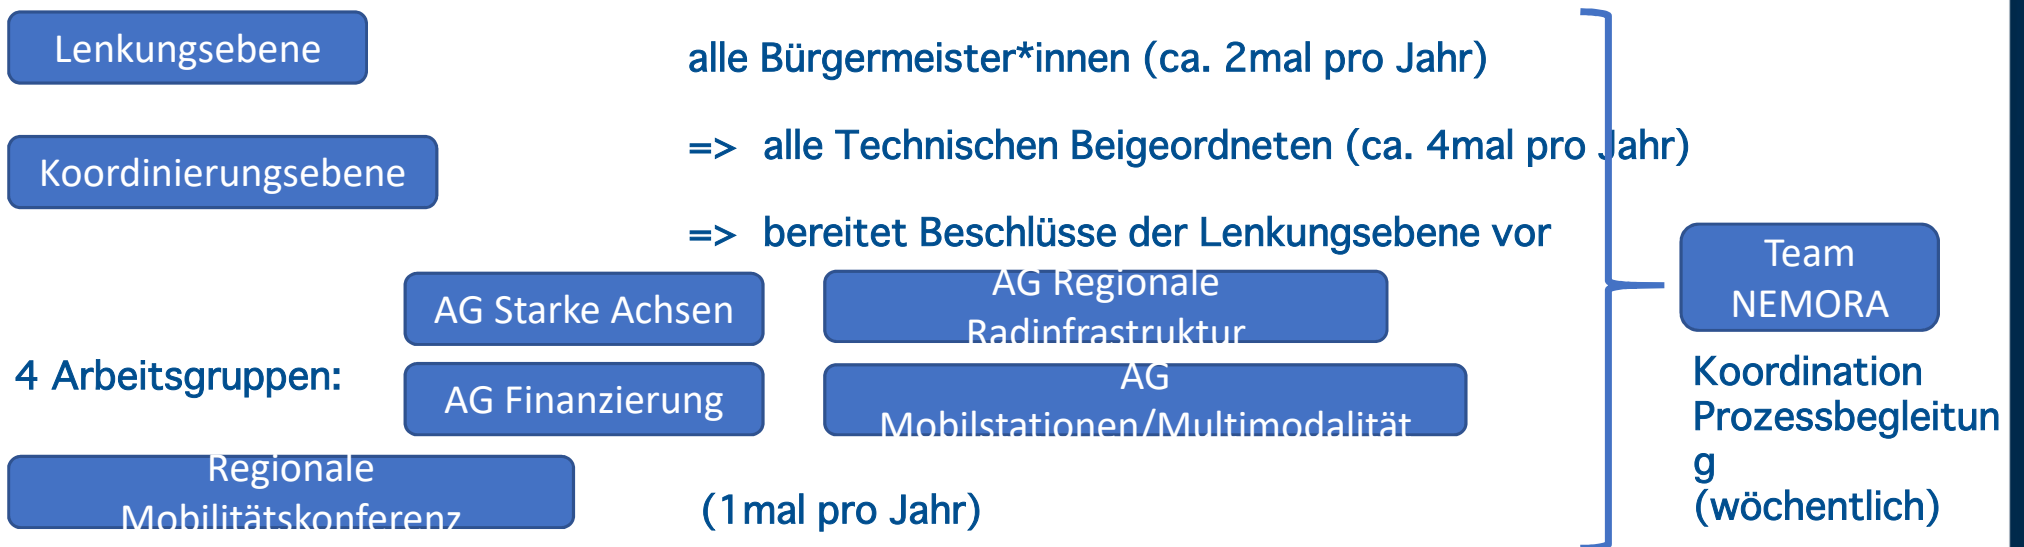 Lenkungsebene
alle Bürgermeister*innen (ca. 2mal pro Jahr)
Koordinierungsebene
=> alle Technischen Beigeordneten (ca. 4mal pro Jahr)
=> bereitet Beschlüsse der Lenkungsebene vor
4 Arbeitsgruppen:
AG Starke Achsen
AG Regionale
Radinfrastruktur
AG Finanzierung
AG
Mobilstationen/Multimodalität
Regionale
Mobilitätskonferenz
(1mal pro Jahr)
Team
NEMORA
Koordination
Prozessbegleitun
g
(wöchentlich)